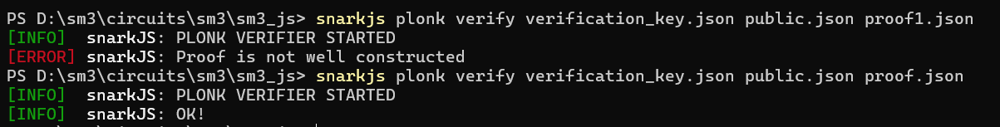 PS D:\sm3\circuits\sm3\sm3_js> snarkjs plonk verify verification_key.json public.json proof1.json
[INFO]  snarkJS: PLONK VERIFIER STARTED
[ERROR] snarkJS: Proof is not well constructed
PS D:\sm3\circuits\sm3\sm3_js> snarkjs plonk verify verification_key.json public.json proof.json
[INFO]  snarkJS: PLONK VERIFIER STARTED
[INFO]  snarkJS: OK!